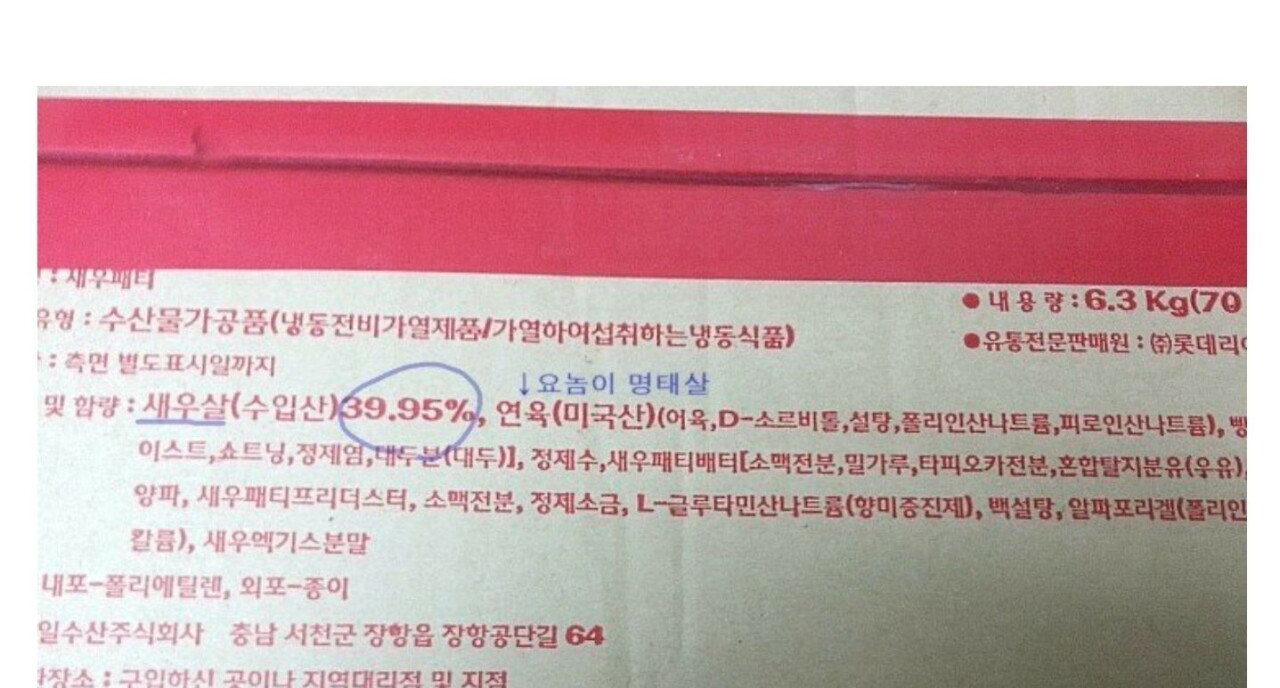 : 새우패티
유형 : 수산물가공품(냉동전비가열제품/가열하여섭취하는냉동식품)
● 내 용 량 : 6.3 Kg(70
●유통전문판매원 : ㈜롯데리아
: 측면 별도표시일까지
↓요놈이 명태살
및 함량 : 새우살(수입산)39.95%, 연육(미국산)(어육,D-소르비톨,설탕,폴리인산나트륨,피로인산나트륨), 빵
이스트,쇼트닝,정제염,대두분(대두)], 정제수,새우패티배터[소맥전분,밀가루,타피오카전분,혼합탈지분유(우유),
양파, 새우패티프리더스터, 소맥전분, 정제소금, L-글루타민산나트륨(향미증진제), 백설탕, 알파포리겔(폴리인
칼륨), 새우엑기스분말
내포-폴리에틸렌, 외포-종이
일수산주식회사 충남 서천군 장항읍 장항공단길 64
장소 : 구입하신 곳이나 지역대리점 및 지점